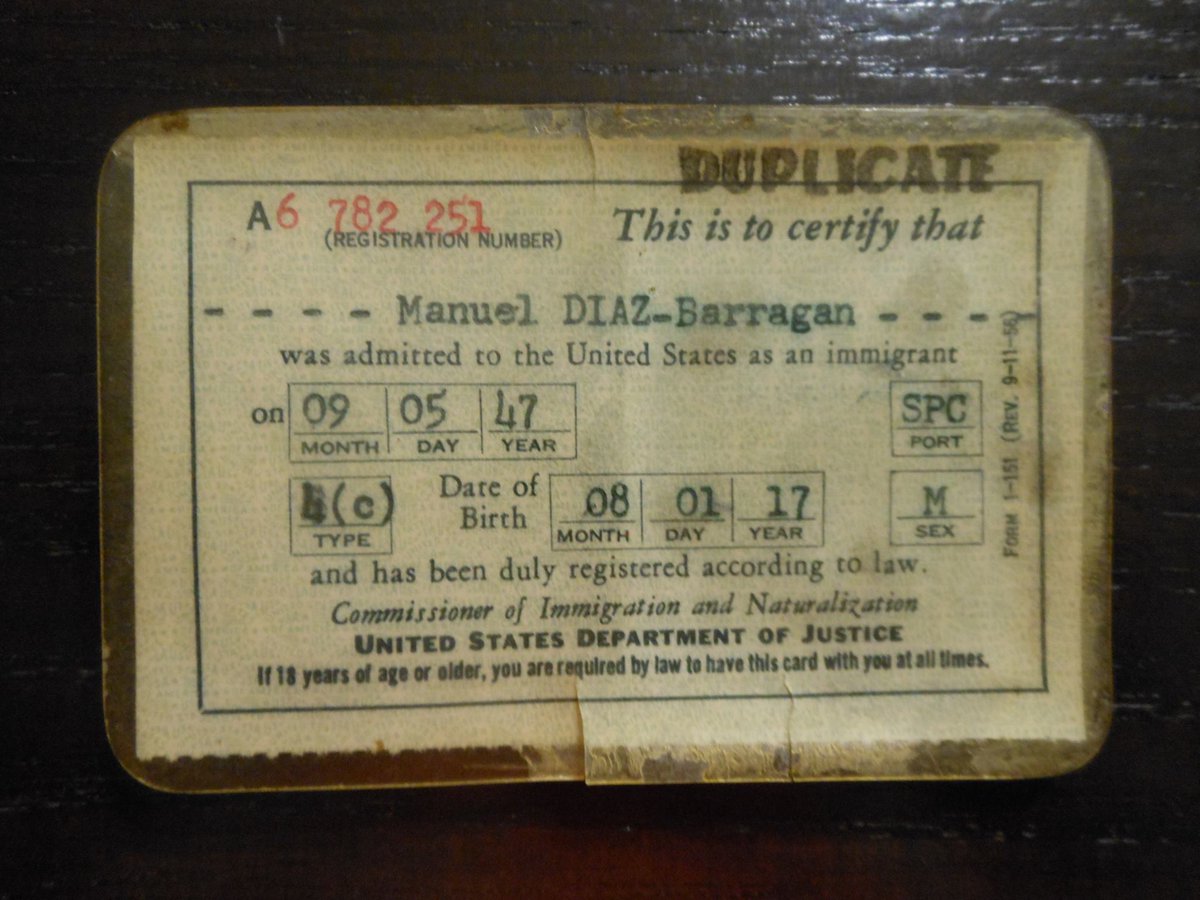 DUPLICATE
A6 782 251
(REGISTRATION NUMBER)
This is to certify that
- - - - Manuel DIAZ-Barragan - - - -
was admitted to the United States as an immigrant
on 09 05 47
MONTH DAY YEAR
SPC
PORT
4(c)
TYPE
Date of
Birth
08 01 17
MONTH DAY YEAR
M
SEX
and has been duly registered according to law.
Commissioner of Immigration and Naturalization
UNITED STATES DEPARTMENT OF JUSTICE
If 18 years of age or older, you are required by law to have this card with you at all times.
FORM 1-151 (REV. 9-11-56)